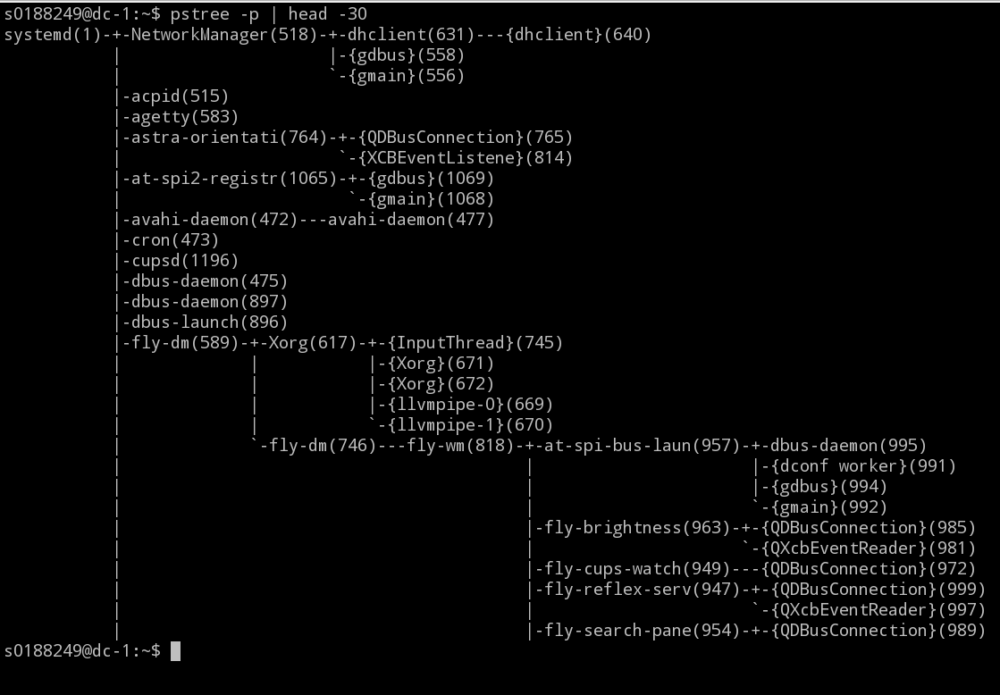 s0188249@dc-1:~$ pstree -p | head -30
systemd(1)-+-NetworkManager(518)-+-dhclient(631)---{dhclient}(640)
           |                     |-{gdbus}(558)
           |                     `-{gmain}(556)
           |-acpid(515)
           |-agetty(583)
           |-astra-orientati(764)-+-{QDBusConnection}(765)
           |                      `-{XCBEventListene}(814)
           |-at-spi2-registr(1065)-+-{gdbus}(1069)
           |                       `-{gmain}(1068)
           |-avahi-daemon(472)---avahi-daemon(477)
           |-cron(473)
           |-cupsd(1196)
           |-dbus-daemon(475)
           |-dbus-daemon(897)
           |-dbus-launch(896)
           |-fly-dm(589)-+-Xorg(617)-+-{InputThread}(745)
           |             |           |-{Xorg}(671)
           |             |           |-{Xorg}(672)
           |             |           |-{llvmpipe-0}(669)
           |             |           `-{llvmpipe-1}(670)
           |             `-fly-dm(746)---fly-wm(818)-+-at-spi-bus-laun(957)-+-dbus-daemon(995)
           |                                         |                      |-{dconf worker}(991)
           |                                         |                      |-{gdbus}(994)
           |                                         |                      `-{gmain}(992)
           |                                         |-fly-brightness(963)-+-{QDBusConnection}(985)
           |                                         |                     `-{QXcbEventReader}(981)
           |                                         |-fly-cups-watch(949)---{QDBusConnection}(972)
           |                                         |-fly-reflex-serv(947)-+-{QDBusConnection}(999)
           |                                         |                      `-{QXcbEventReader}(997)
           |                                         |-fly-search-pane(954)-+-{QDBusConnection}(989)
s0188249@dc-1:~$